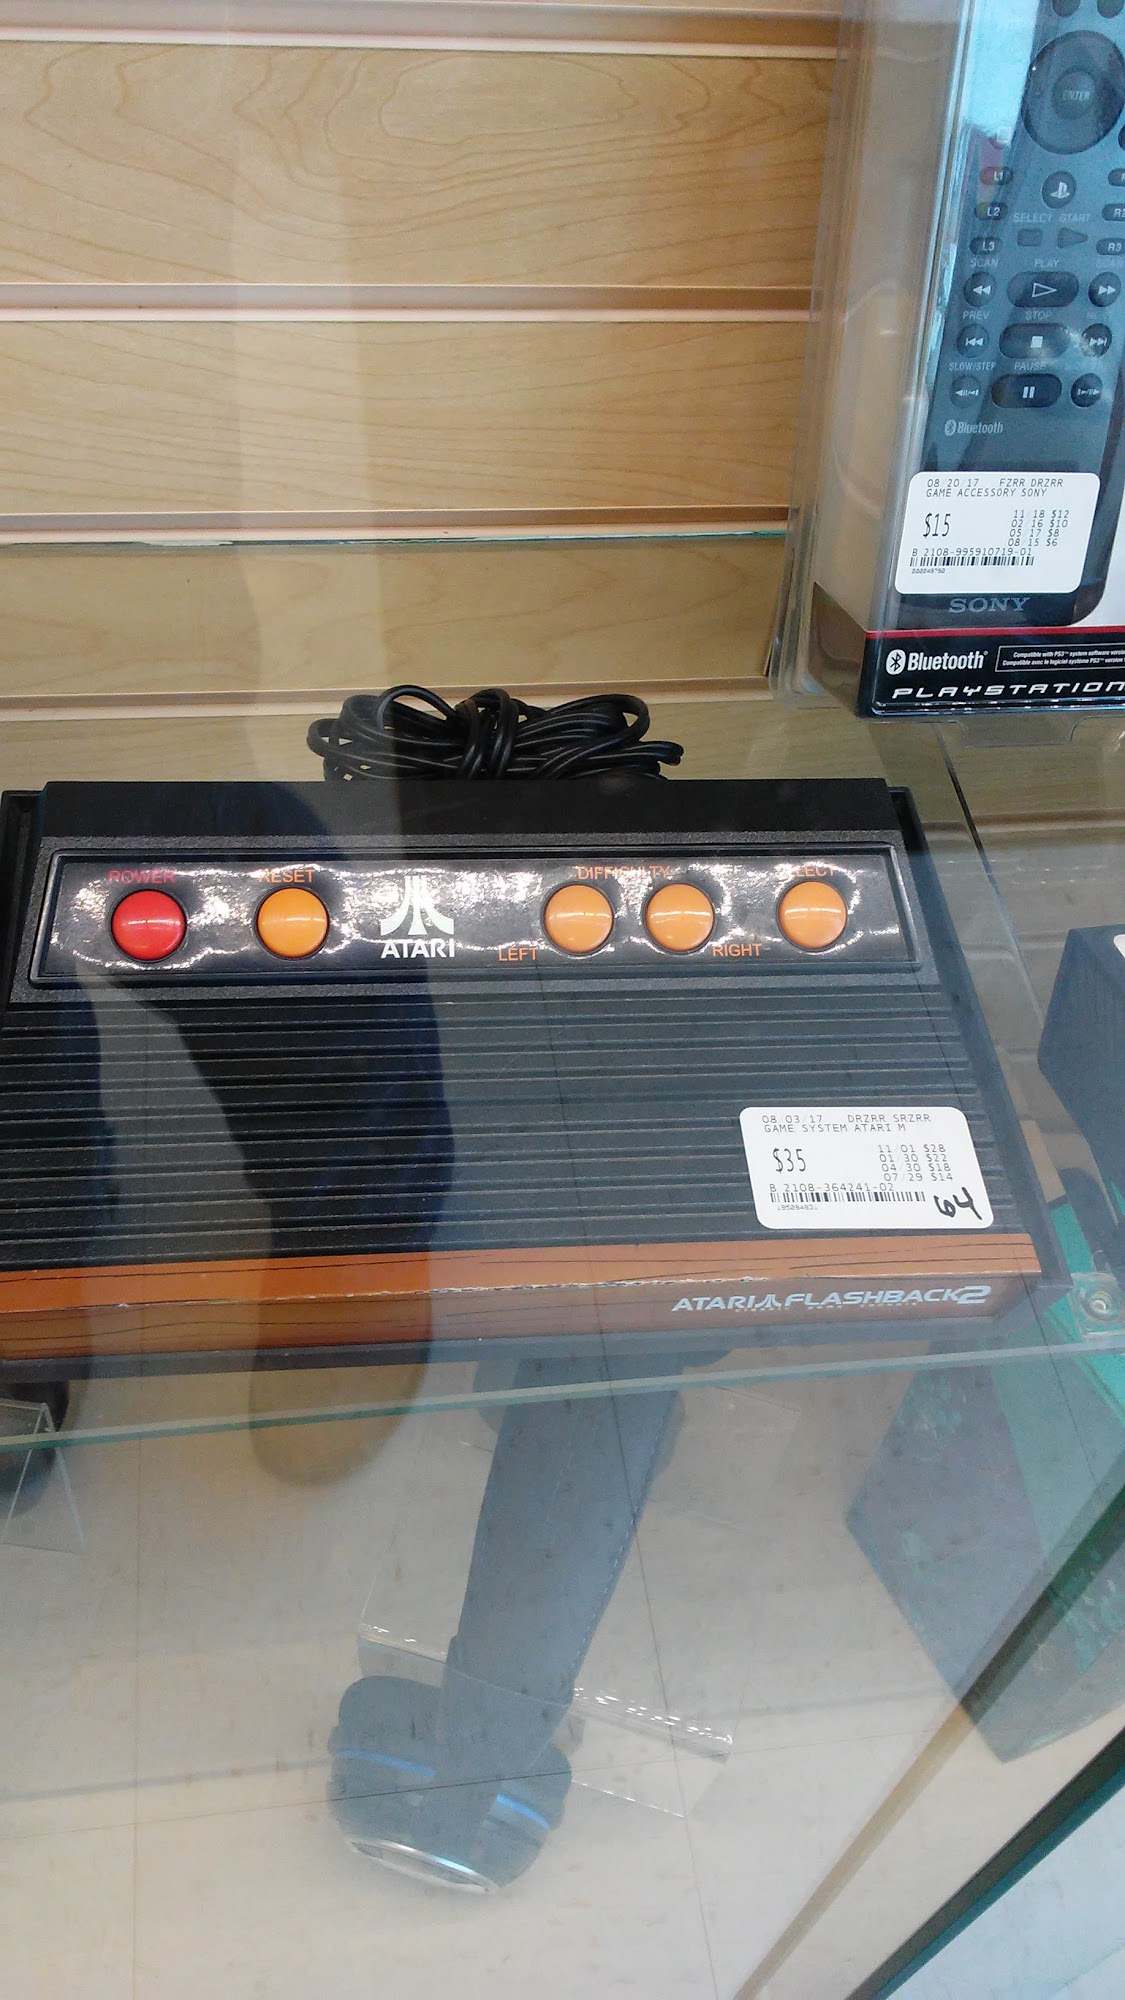 ENTER
L1
L2 SELECT START R2
L3 R3
SCAN PLAY
PREV STOP
SLOW/STEP PAUSE
Bluetooth
08 20 17 FZRR DRZRR
GAME ACCESSORY SONY
$15
11/18 $12
02/16 $10
05/17 $8
08/15 $6
B 2108-995910719-01
SONY
Bluetooth
PLAYSTATION
POWER RESET DIFFICULTY SELECT
ATARI LEFT RIGHT
08 03 17 DRZRR SRZRR
GAME SYSTEM ATARI M
$35
11/01 $28
01/30 $22
04/30 $18
07/29 $14
B 2108-364241-02
64
ATARI FLASHBACK2